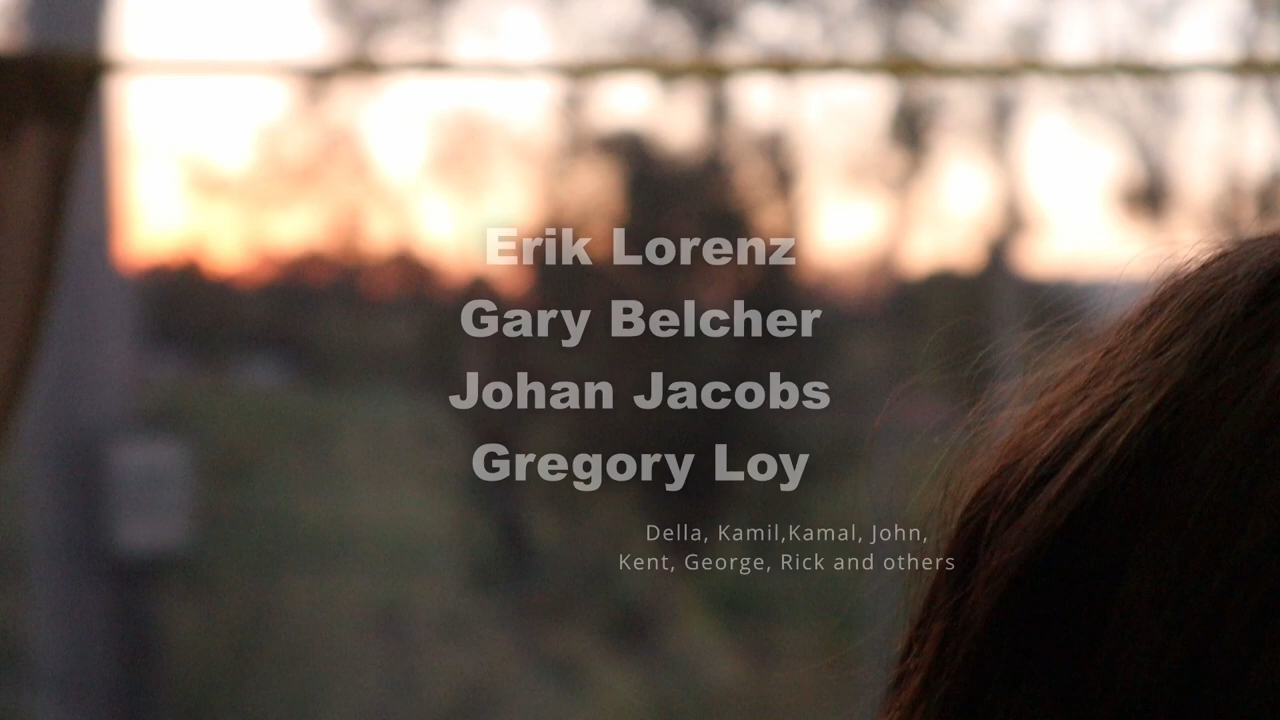 Erik Lorenz
Gary Belcher
Johan Jacobs
Gregory Loy
Della, Kamil,Kamal, John,
Kent, George, Rick and others